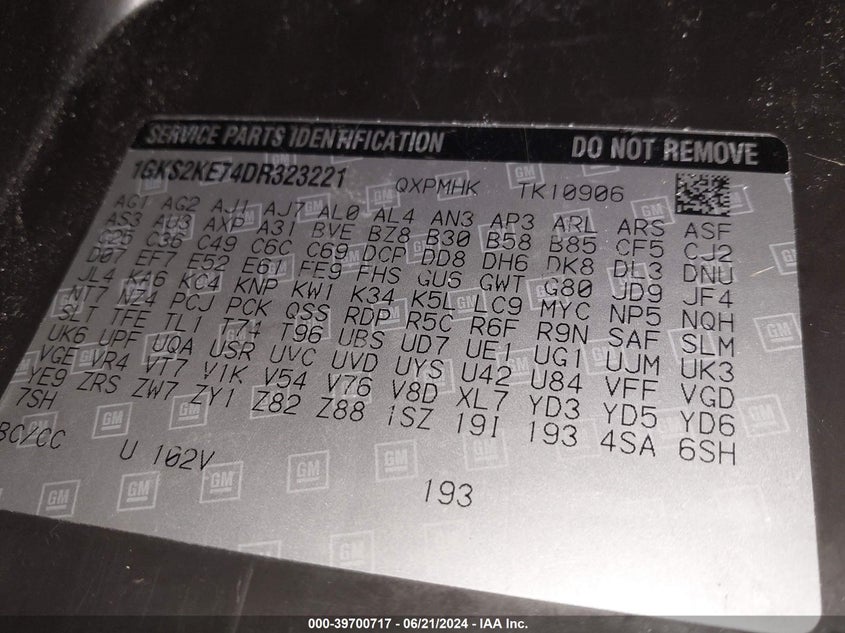 SERVICE PARTS IDENTIFICATION DO NOT REMOVE
1GKS2KE74DR323221 QXPMHK TK10906
AG1 AG2 AJ1 AJ7 AL0 AL4 AN3 AP3 ARL ARS ASF
AS3 AU3 AXP A31 BVE BZ8 B30 B58 B85 CF5 CJ2
C25 C36 C49 C6C C69 DCP DD8 DH6 DK8 DL3 DNU
D07 EF7 E52 E61 FE9 FHS GUS GWT G80 JD9 JF4
JL4 KA6 KC4 KNP KW1 K34 K5L LC9 MYC NP5 NQH
NT7 NZ4 PCJ PCK QSS RDP R5C R6F R9N SAF SLM
SLT TFE TL1 T74 T96 UBS UD7 UE1 UG1 UJM UK3
UK6 UPF UQA USR UVC UVD UYS U42 U84 VFF VGD
VGE VR4 VT7 V1K V54 V76 V8D XL7 YD3 YD5 YD6
YE9 ZRS ZW7 ZY1 Z82 Z88 1SZ 19I 193 4SA 6SH
7SH
BC/CC U 162V
193
GM
000-39700717 - 06/21/2024 - IAA Inc.